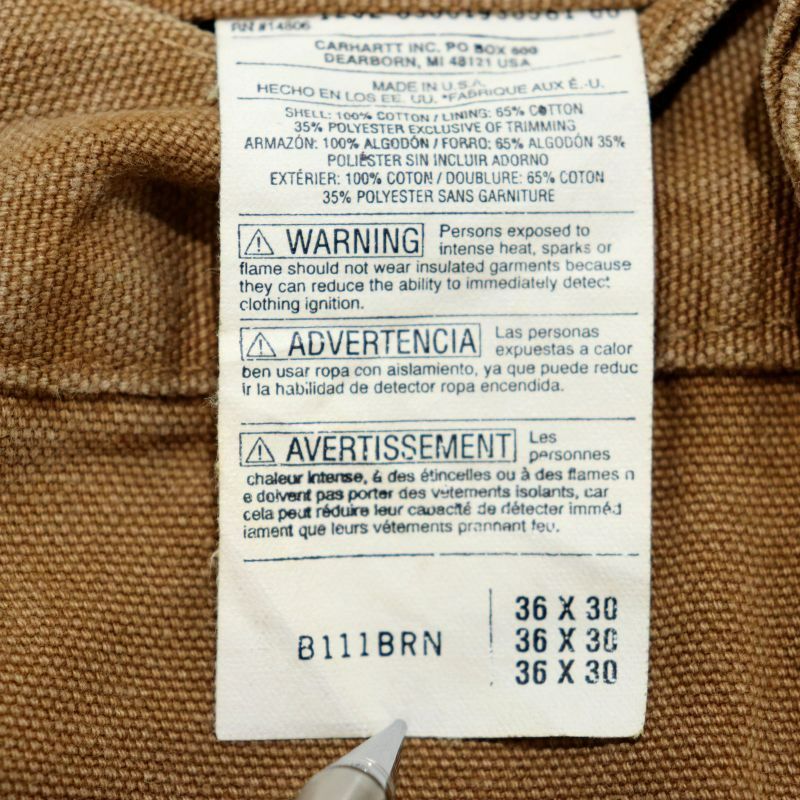 RN #14806
CARHARTT INC. PO BOX 600
DEARBORN, MI 48121 USA
MADE IN U.S.A.
HECHO EN LOS EE. UU. *FABRIQUE AUX É.-U.
SHELL: 100% COTTON / LINING: 65% COTTON
35% POLYESTER EXCLUSIVE OF TRIMMING
ARMAZÓN: 100% ALGODÓN / FORRO: 65% ALGODÓN 35%
POLIÉSTER SIN INCLUIR ADORNO
EXTÉRIER: 100% COTON / DOUBLURE: 65% COTON
35% POLYESTER SANS GARNITURE
⚠ WARNING Persons exposed to
intense heat, sparks or
flame should not wear insulated garments because
they can reduce the ability to immediately detect
clothing ignition.
⚠ ADVERTENCIA Las personas
expuestas a calor
ben usar ropa con aislamiento, ya que puede reduc
ir la habilidad de detector ropa encendida.
⚠ AVERTISSEMENT Les
personnes
chaleur intense, à des étincelles ou à des flames n
e doivent pas porter des vetements isolants, car
cela peut réduire leur capacité de détecter imméd
iament que leurs vétements prannant feu.
B111BRN
36 X 30
36 X 30
36 X 30